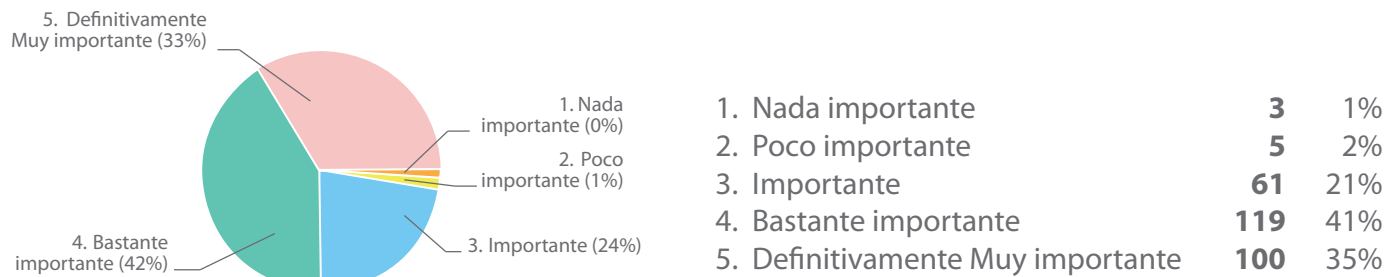 5. Definitivamente
Muy importante (33%)
1. Nada
importante (0%)
2. Poco
importante (1%)
3. Importante (24%)
4. Bastante
importante (42%)
1. Nada importante 3 1%
2. Poco importante 5 2%
3. Importante 61 21%
4. Bastante importante 119 41%
5. Definitivamente Muy importante 100 35%